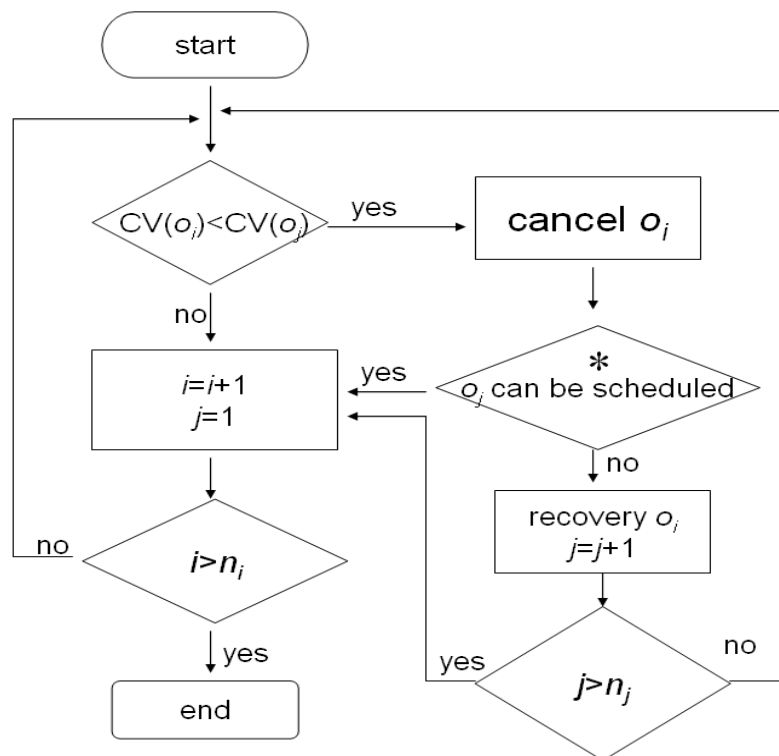 start
CV(oᵢ)<CV(oⱼ)
yes
cancel oᵢ
no
i=i+1
j=1
yes
*
oⱼ can be scheduled
no
recovery oᵢ
j=j+1
no
i>nᵢ
yes
end
yes
j>nⱼ
no